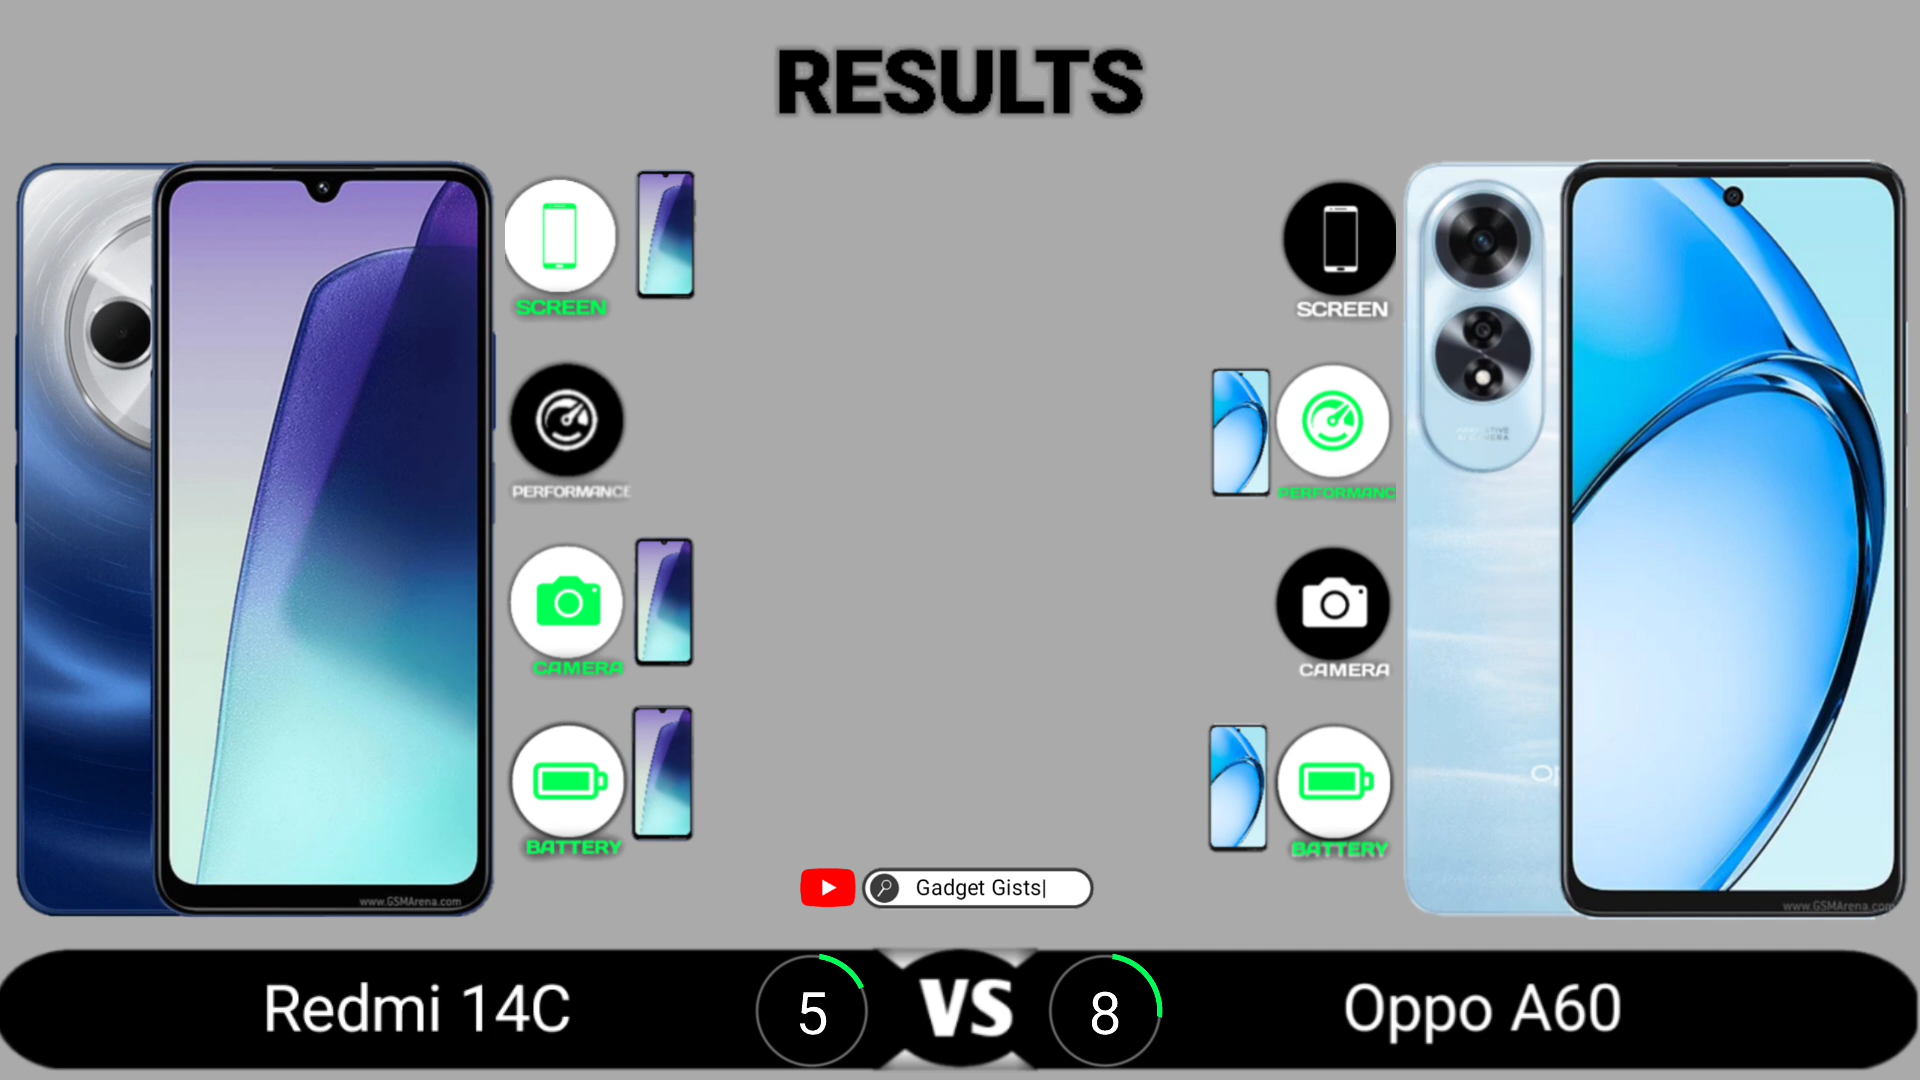 RESULTS
SCREEN
SCREEN
PERFORMANCE
PERFORMANC
CAMERA
CAMERA
BATTERY
BATTERY
www.GSMArena.com
www.GSMArena.com
Gadget Gists|
Redmi 14C
5
VS
8
Oppo A60